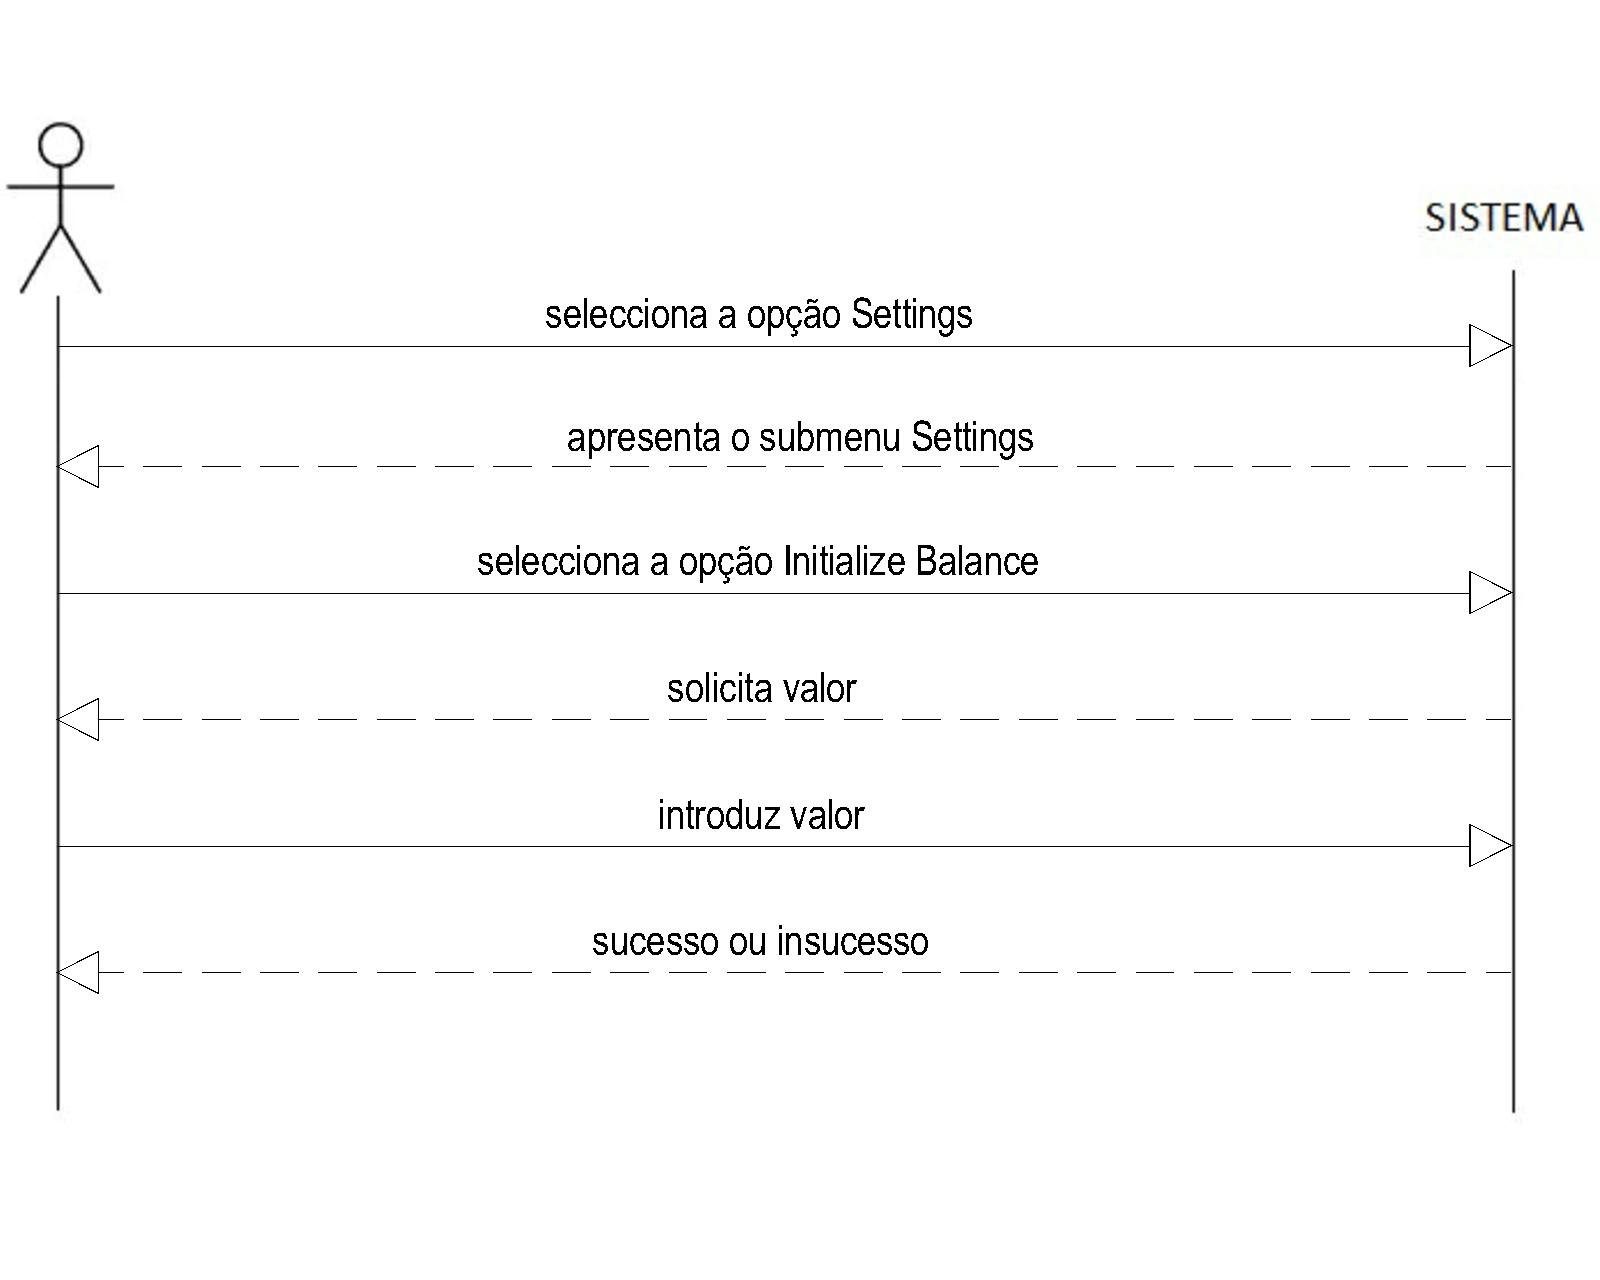 SISTEMA
selecciona a opção Settings
apresenta o submenu Settings
selecciona a opção Initialize Balance
solicita valor
introduz valor
sucesso ou insucesso